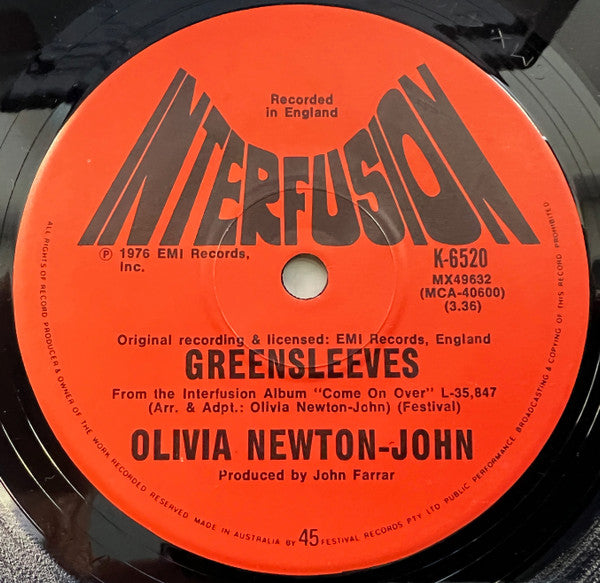 Recorded
in England
INTERFUSION
℗ 1976 EMI Records,
Inc.
K-6520
MX49632
(MCA-40600)
(3.36)
Original recording & licensed: EMI Records, England
GREENSLEEVES
From the Interfusion Album "Come On Over" L-35,847
(Arr. & Adpt.: Olivia Newton-John) (Festival)
OLIVIA NEWTON-JOHN
Produced by John Farrar
45
ALL RIGHTS OF RECORD PRODUCER & OWNER OF THE WORK RECORDED RESERVED MADE IN AUSTRALIA BY FESTIVAL RECORDS PTY LTD PUBLIC PERFORMANCE BROADCASTING & COPYING OF THIS RECORD PROHIBITED